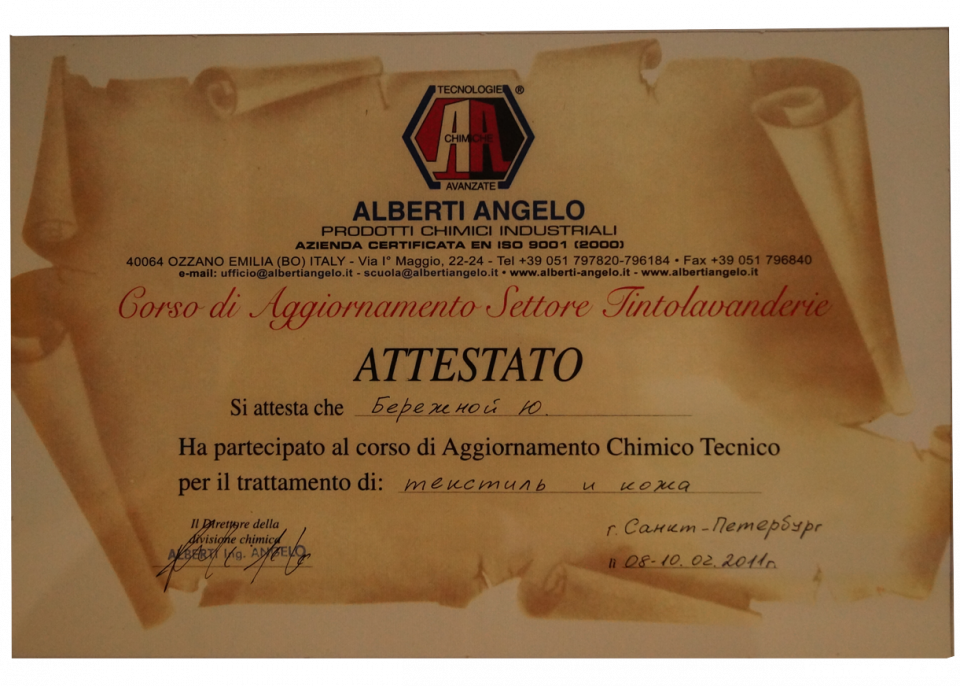 TECNOLOGIE ®
CHIMICHE
AVANZATE
ALBERTI ANGELO
PRODOTTI CHIMICI INDUSTRIALI
AZIENDA CERTIFICATA EN ISO 9001 (2000)
40064 OZZANO EMILIA (BO) ITALY - Via I° Maggio, 22-24 - Tel +39 051 797820-796184 • Fax +39 051 796840
e-mail: ufficio@albertiangelo.it - scuola@albertiangelo.it • www.alberti-angelo.it - www.albertiangelo.it
Corso di Aggiornamento Settore Tintolavanderie
ATTESTATO
Si attesta che Бережной Ю.
Ha partecipato al corso di Aggiornamento Chimico Tecnico
per il trattamento di: текстиль и кожа
Il Direttore della
divisione chimica
ALBERTI Ing. ANGELO
г. Санкт-Петербург
li 08-10.02.2011г.